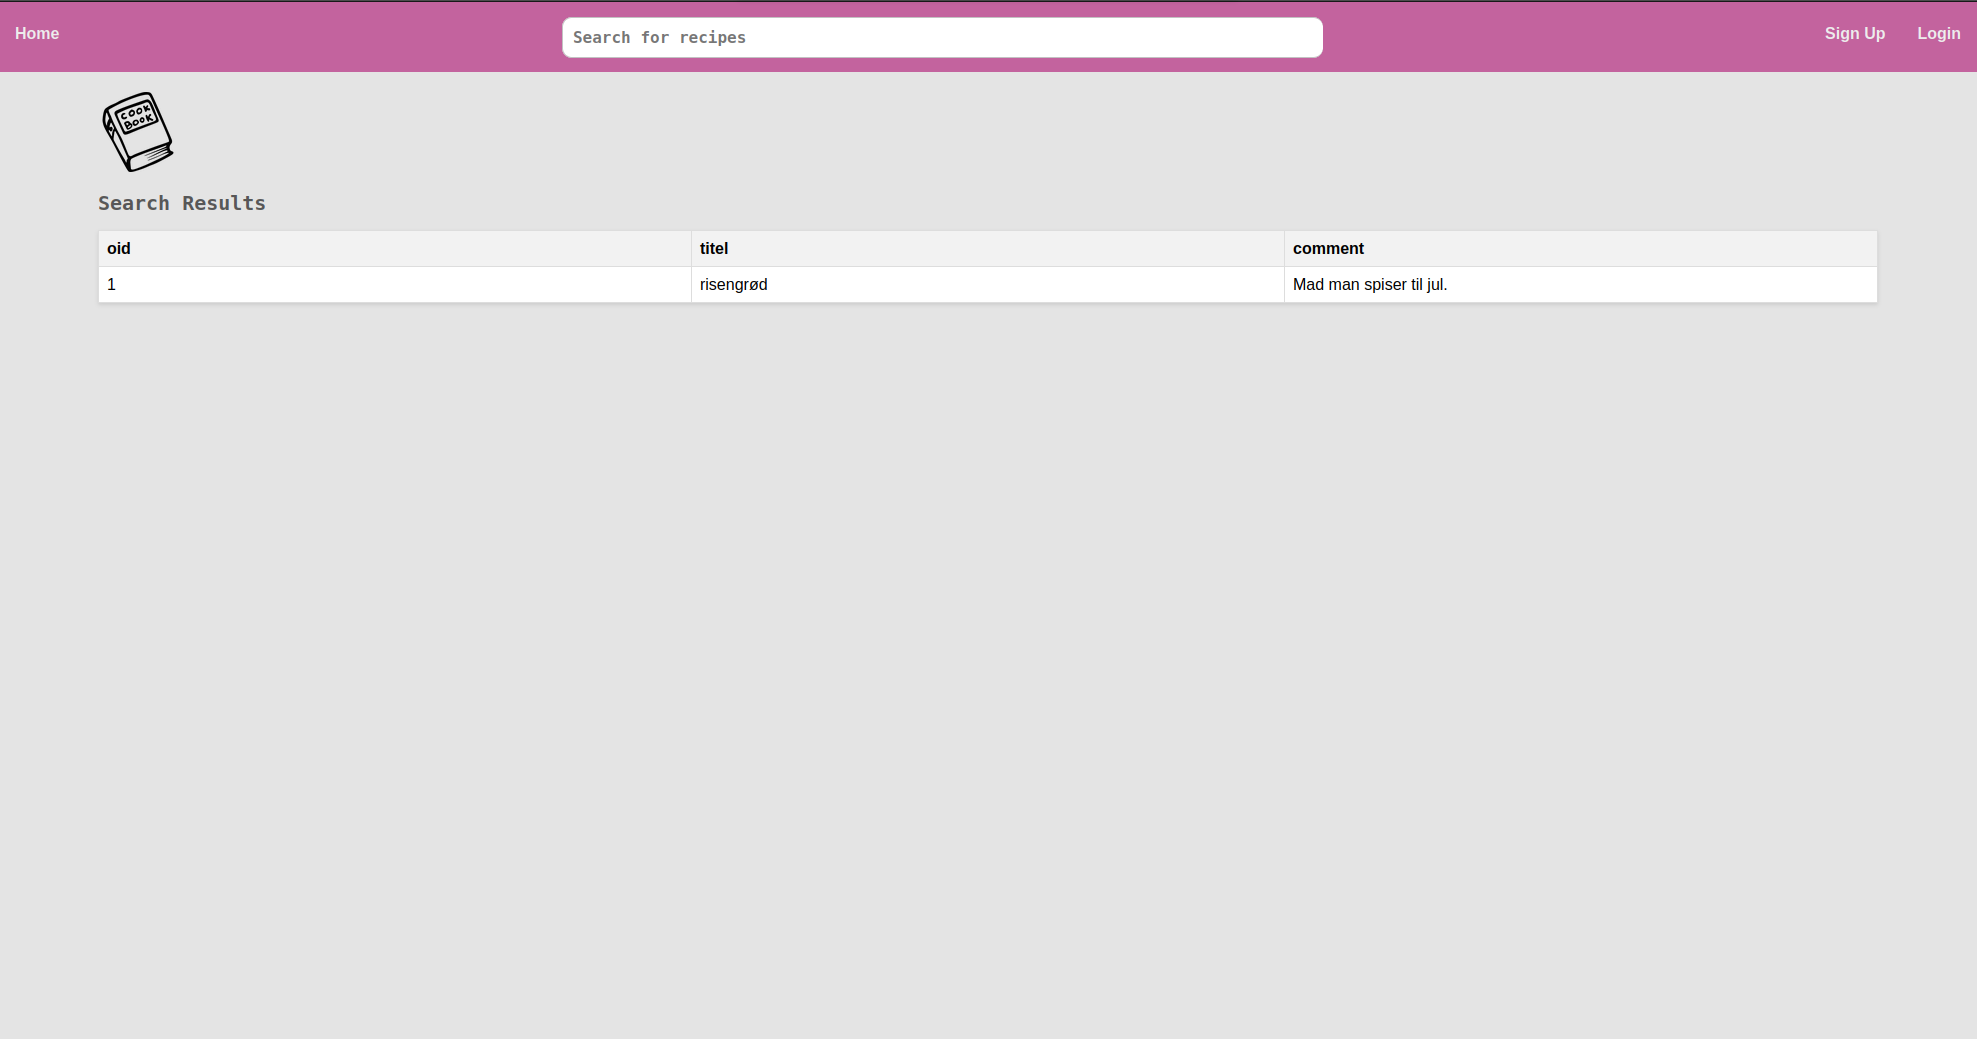 Home
Search for recipes
Sign Up
Login
COOK
BOOK
Search Results
oid titel comment
1 risengrød Mad man spiser til jul.